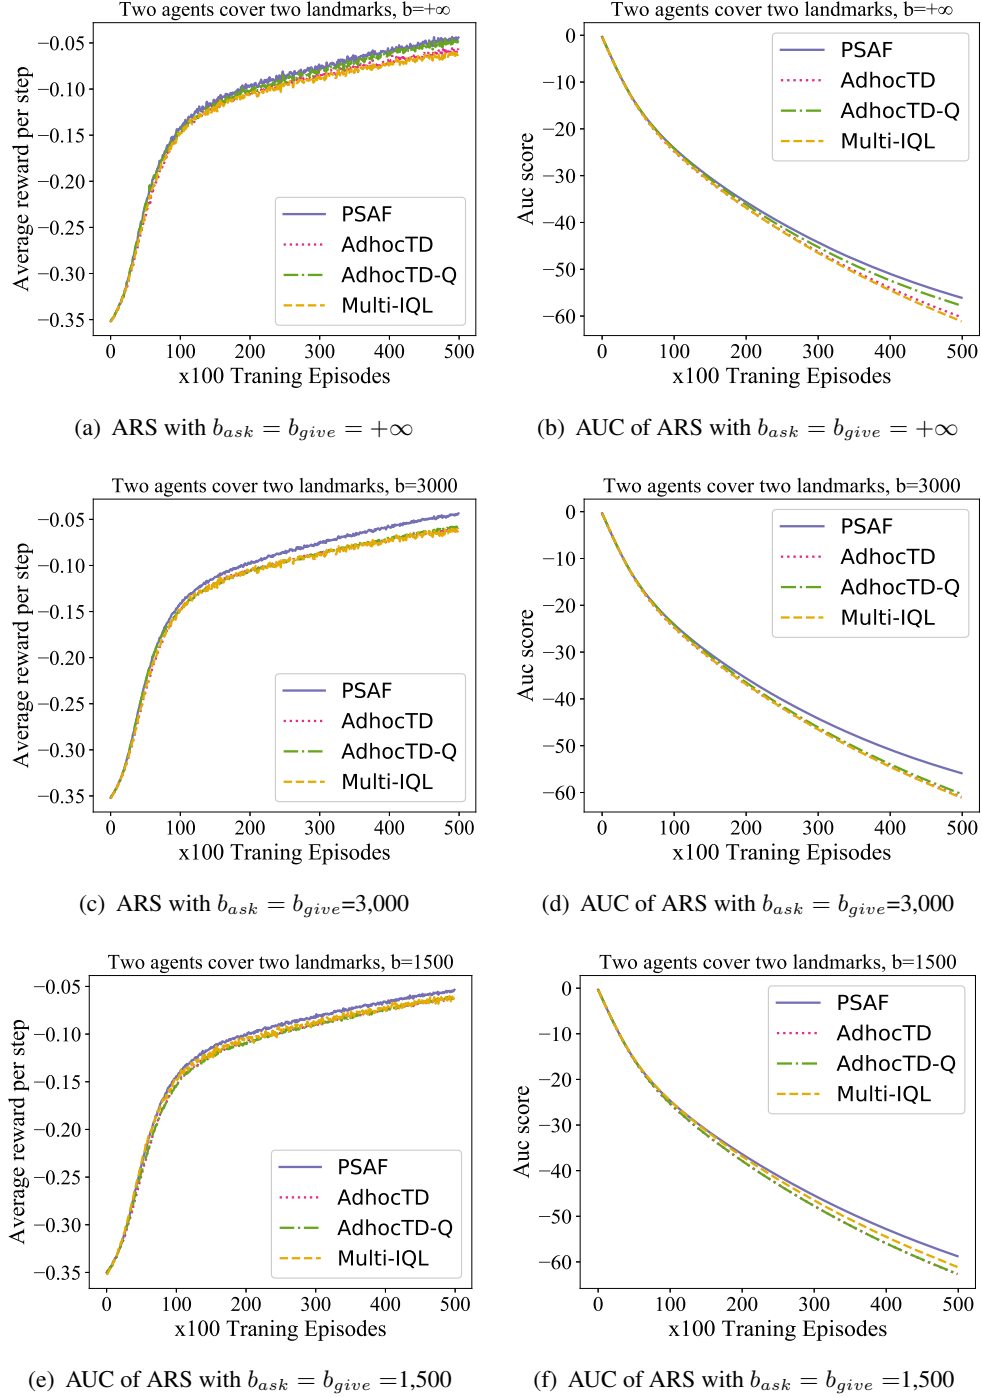 Two agents cover two landmarks, b=+∞
Average reward per step
−0.05
−0.10
−0.15
−0.20
−0.25
−0.30
−0.35
PSAF
AdhocTD
AdhocTD-Q
Multi-IQL
0 100 200 300 400 500
x100 Traning Episodes
(a) ARS with b_ask = b_give = +∞
Two agents cover two landmarks, b=+∞
Auc score
0
−10
−20
−30
−40
−50
−60
PSAF
AdhocTD
AdhocTD-Q
Multi-IQL
0 100 200 300 400 500
x100 Traning Episodes
(b) AUC of ARS with b_ask = b_give = +∞
Two agents cover two landmarks, b=3000
Average reward per step
−0.05
−0.10
−0.15
−0.20
−0.25
−0.30
−0.35
PSAF
AdhocTD
AdhocTD-Q
Multi-IQL
0 100 200 300 400 500
x100 Traning Episodes
(c) ARS with b_ask = b_give=3,000
Two agents cover two landmarks, b=3000
Auc score
0
−10
−20
−30
−40
−50
−60
PSAF
AdhocTD
AdhocTD-Q
Multi-IQL
0 100 200 300 400 500
x100 Traning Episodes
(d) AUC of ARS with b_ask = b_give=3,000
Two agents cover two landmarks, b=1500
Average reward per step
−0.05
−0.10
−0.15
−0.20
−0.25
−0.30
−0.35
PSAF
AdhocTD
AdhocTD-Q
Multi-IQL
0 100 200 300 400 500
x100 Traning Episodes
(e) AUC of ARS with b_ask = b_give =1,500
Two agents cover two landmarks, b=1500
Auc score
0
−10
−20
−30
−40
−50
−60
PSAF
AdhocTD
AdhocTD-Q
Multi-IQL
0 100 200 300 400 500
x100 Traning Episodes
(f) AUC of ARS with b_ask = b_give =1,500